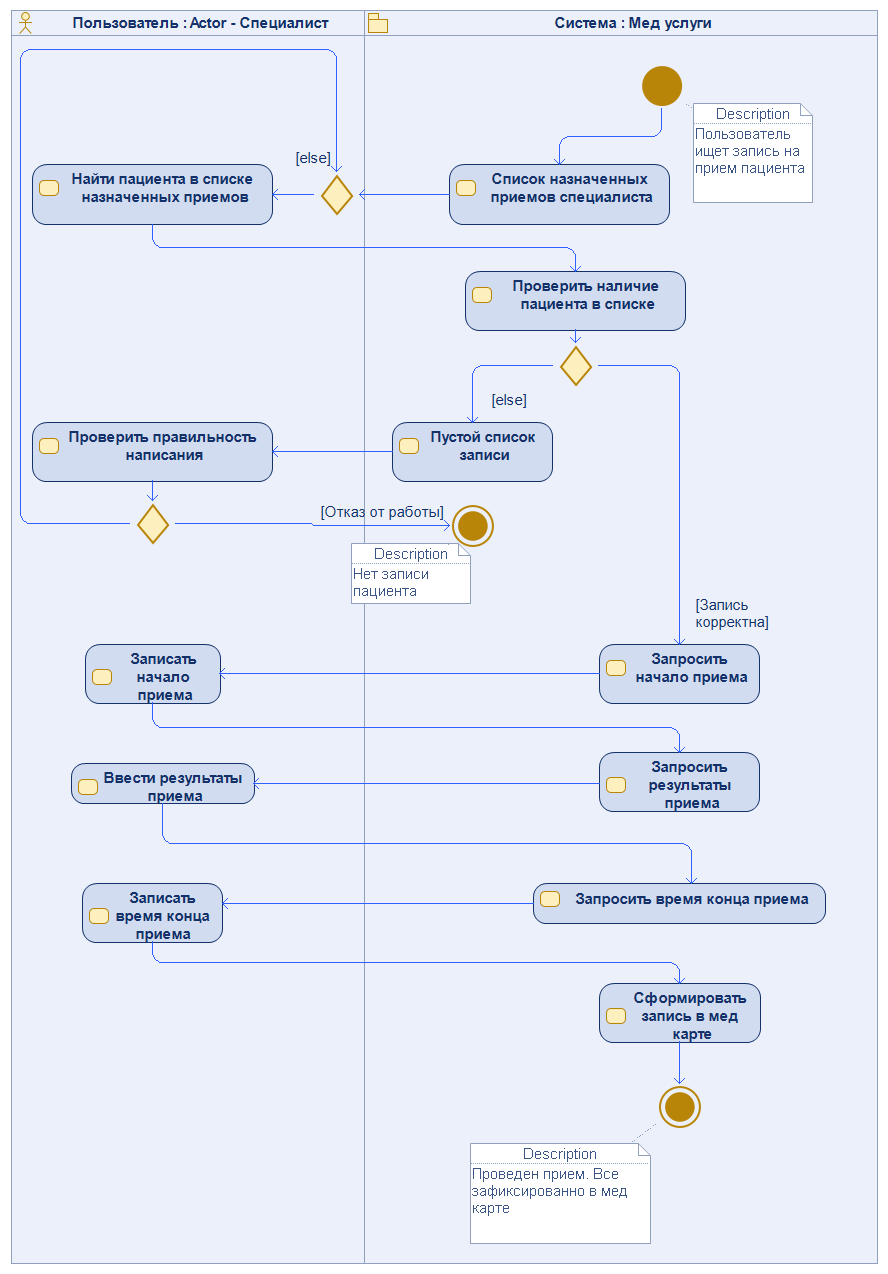 Пользователь : Actor - Специалист
Система : Мед услуги
Description
Пользователь
ищет запись на
прием пациента
[else]
Найти пациента в списке
назначенных приемов
Список назначенных
приемов специалиста
Проверить наличие
пациента в списке
[else]
Проверить правильность
написания
Пустой список
записи
[Отказ от работы]
Description
Нет записи
пациента
[Запись
корректна]
Записать
начало
приема
Запросить
начало приема
Ввести результаты
приема
Запросить
результаты
приема
Записать
время конца
приема
Запросить время конца приема
Сформировать
запись в мед
карте
Description
Проведен прием. Все
зафиксированно в мед
карте